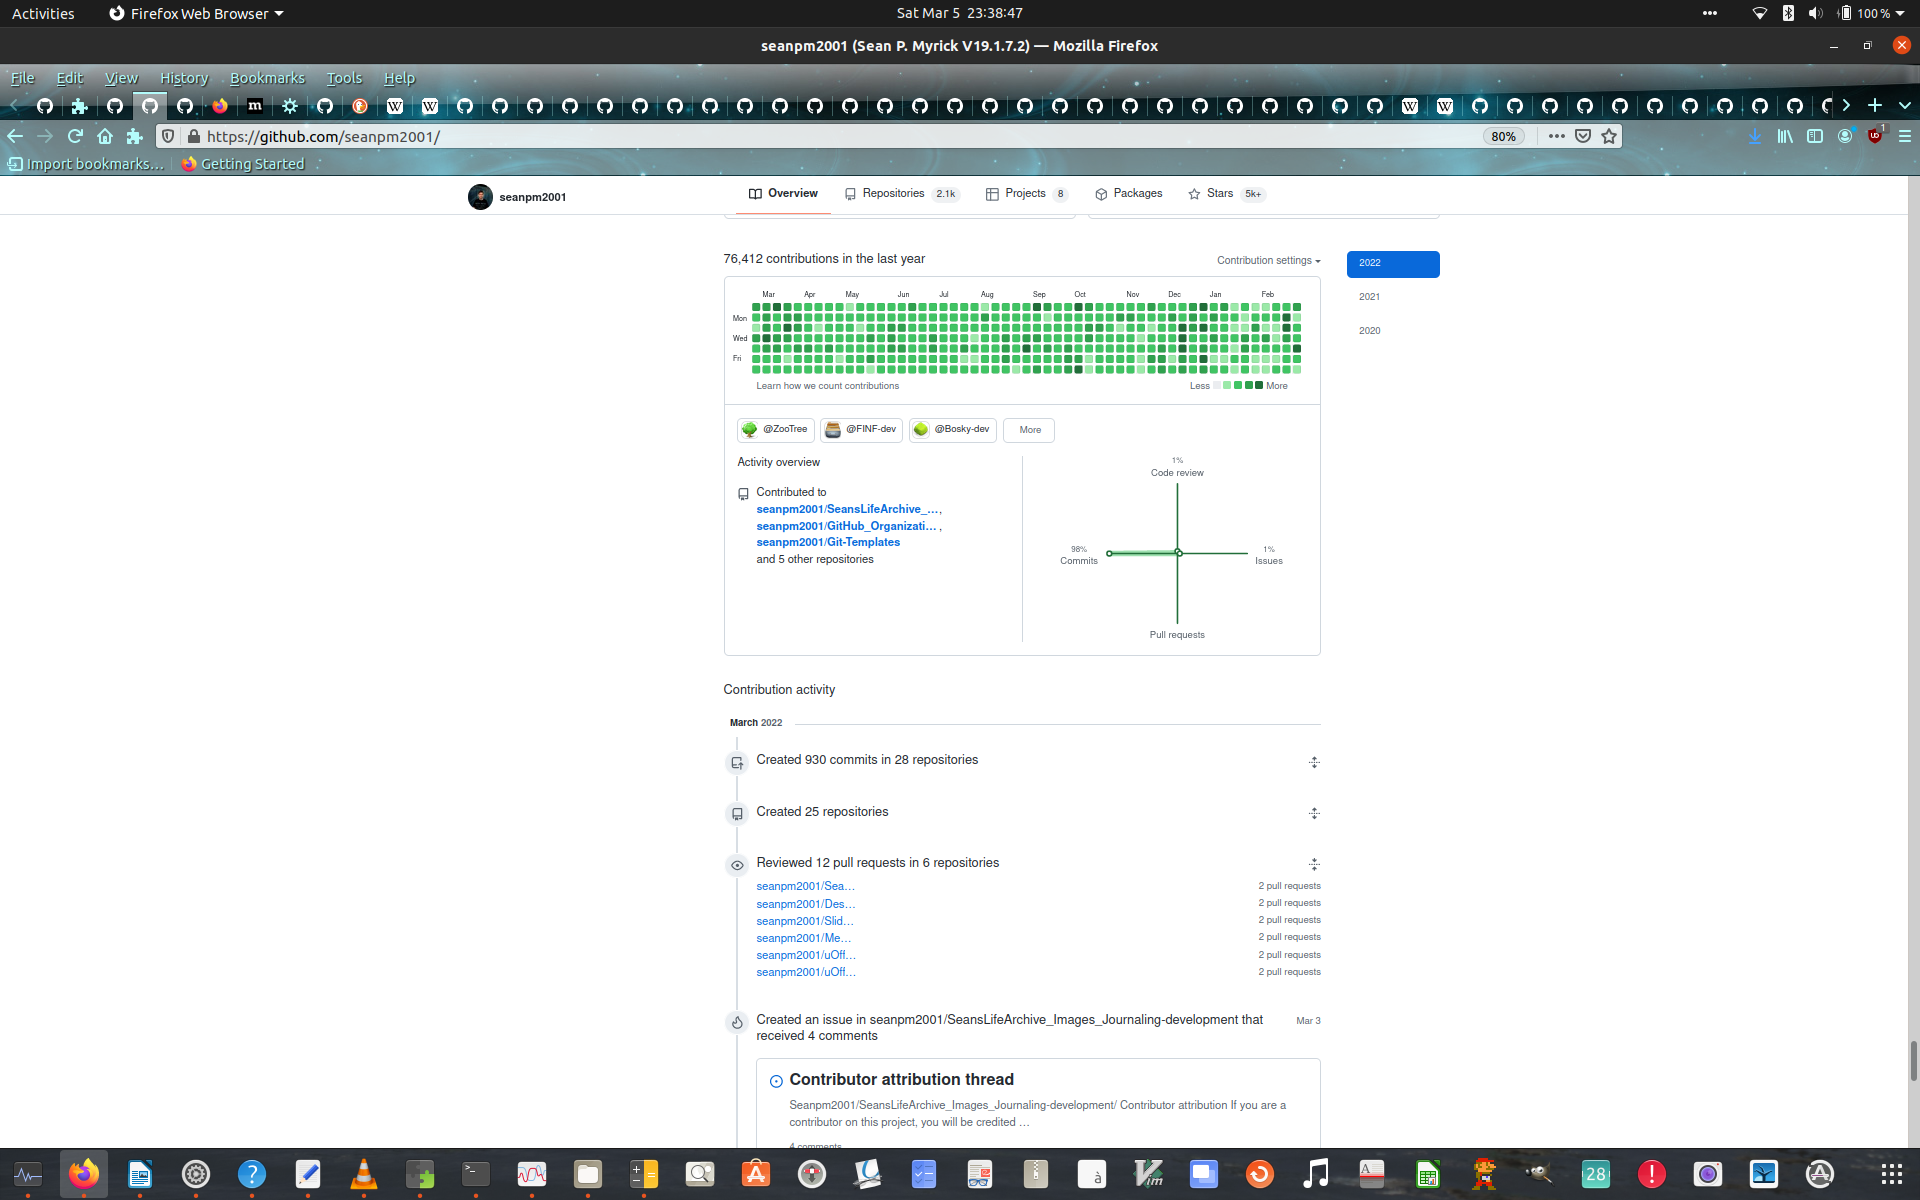 Activities
Firefox Web Browser
Sat Mar 5 23:38:47
100 %
seanpm2001 (Sean P. Myrick V19.1.7.2) — Mozilla Firefox
File Edit View History Bookmarks Tools Help
https://github.com/seanpm2001/
80%
1
Import bookmarks...
Getting Started
seanpm2001
Overview
Repositories 2.1k
Projects 8
Packages
Stars 5k+
76,412 contributions in the last year
Contribution settings
2022
2021
2020
Mar Apr May Jun Jul Aug Sep Oct Nov Dec Jan Feb
Mon
Wed
Fri
Learn how we count contributions
Less
More
@ZooTree
@FINF-dev
@Bosky-dev
More
Activity overview
Contributed to
seanpm2001/SeansLifeArchive_...,
seanpm2001/GitHub_Organizati... ,
seanpm2001/Git-Templates
and 5 other repositories
1%
Code review
98%
Commits
1%
Issues
Pull requests
Contribution activity
March 2022
Created 930 commits in 28 repositories
Created 25 repositories
Reviewed 12 pull requests in 6 repositories
seanpm2001/Sea… 2 pull requests
seanpm2001/Des… 2 pull requests
seanpm2001/Slid… 2 pull requests
seanpm2001/Me… 2 pull requests
seanpm2001/uOff… 2 pull requests
seanpm2001/uOff… 2 pull requests
Created an issue in seanpm2001/SeansLifeArchive_Images_Journaling-development that
received 4 comments
Mar 3
Contributor attribution thread
Seanpm2001/SeansLifeArchive_Images_Journaling-development/ Contributor attribution If you are a
contributor on this project, you will be credited …
4 comments
28